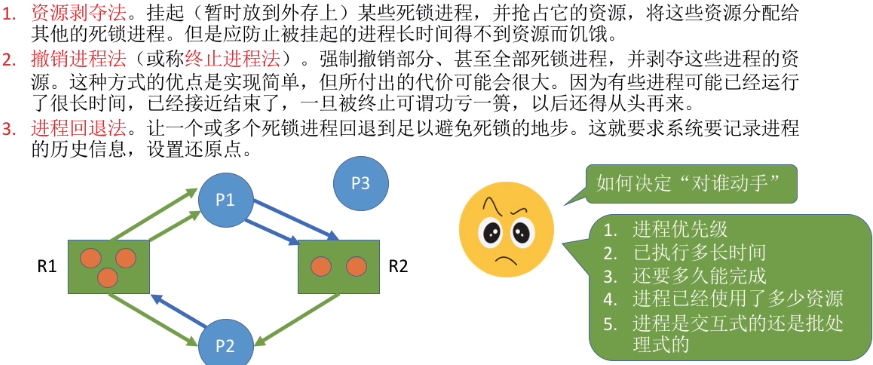 1. 资源剥夺法。挂起（暂时放到外存上）某些死锁进程，并抢占它的资源，将这些资源分配给
其他的死锁进程。但是应防止被挂起的进程长时间得不到资源而饥饿。
2. 撤销进程法（或称终止进程法）。强制撤销部分、甚至全部死锁进程，并剥夺这些进程的资
源。这种方式的优点是实现简单，但所付出的代价可能会很大。因为有些进程可能已经运行
了很长时间，已经接近结束了，一旦被终止可谓功亏一篑，以后还得从头再来。
3. 进程回退法。让一个或多个死锁进程回退到足以避免死锁的地步。这就要求系统要记录进程
的历史信息，设置还原点。
P1
P3
R1
R2
P2
如何决定“对谁动手”
1. 进程优先级
2. 已执行多长时间
3. 还要多久能完成
4. 进程已经使用了多少资源
5. 进程是交互式的还是批处
理式的